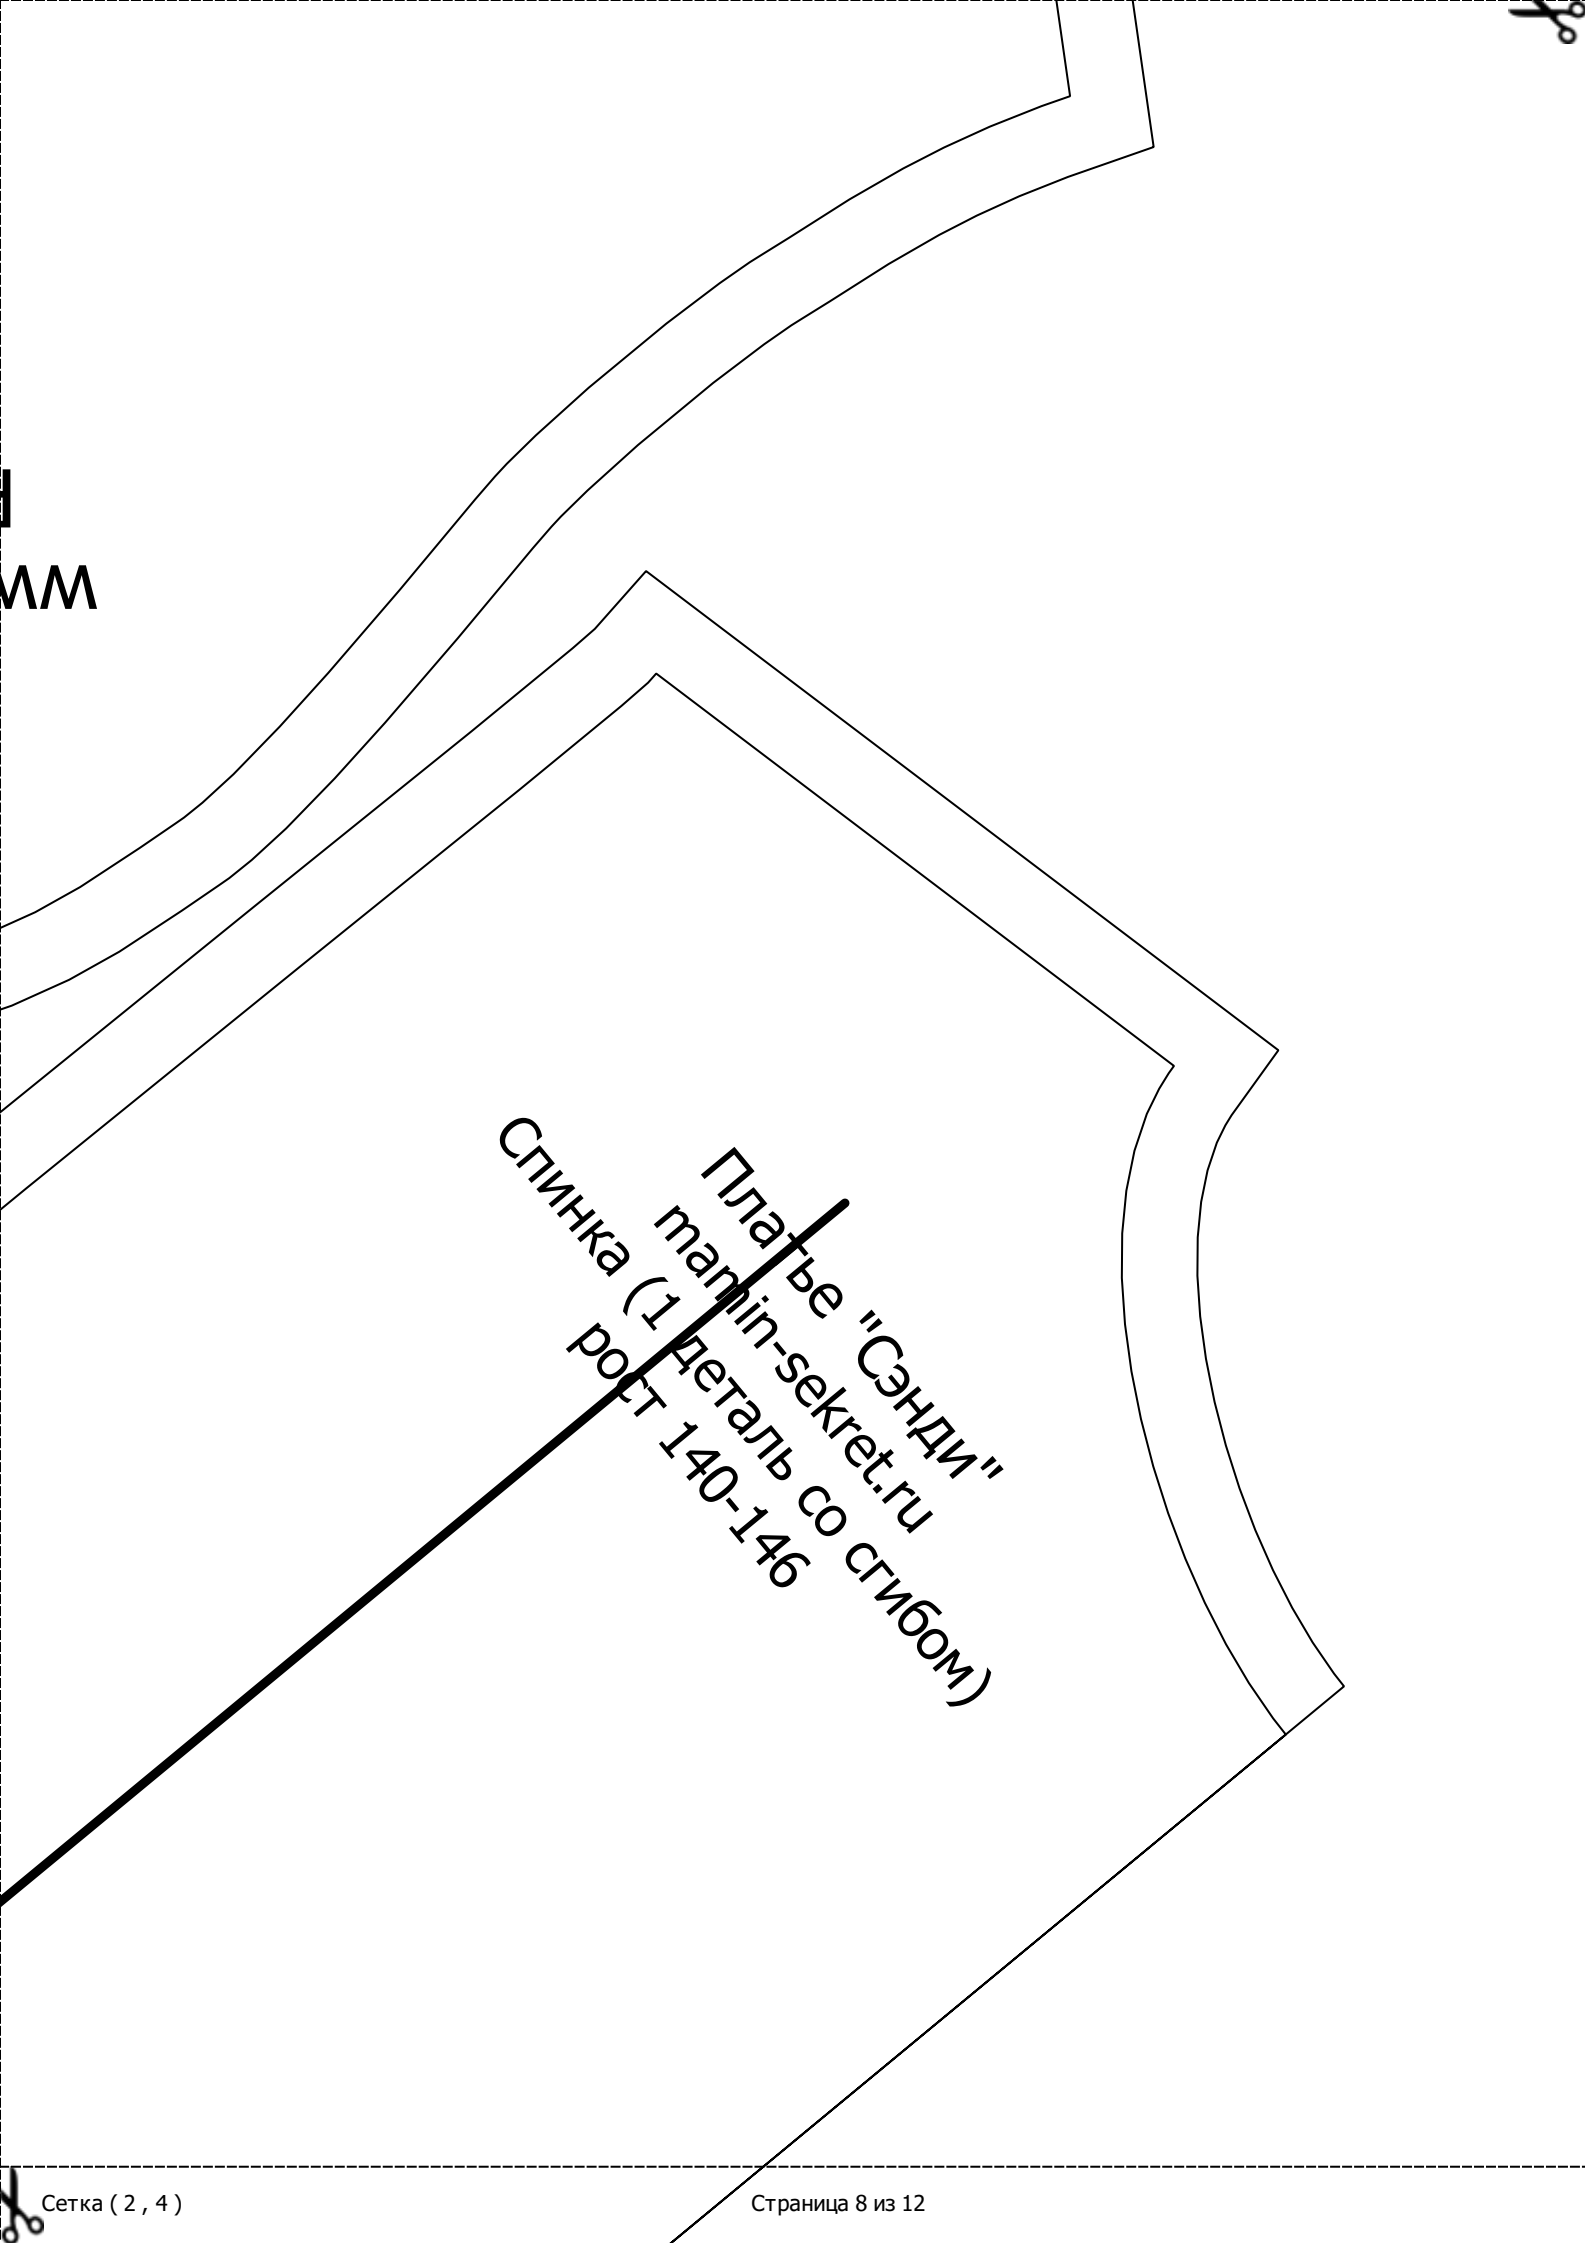 мм
Платье "Сэнди"
mamin-sekret.ru
Спинка (1 деталь со сгибом)
рост 140-146
Сетка ( 2 , 4 )
Страница 8 из 12